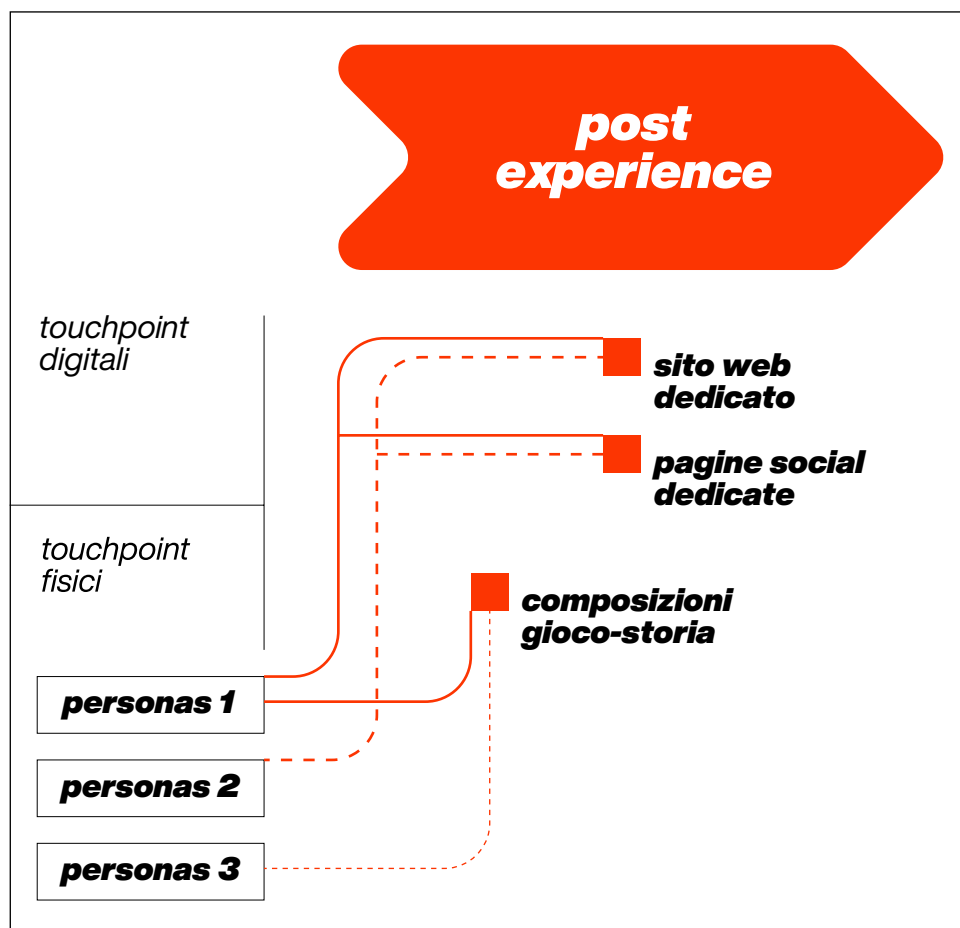 post
experience
touchpoint
digitali
sito web
dedicato
pagine social
dedicate
touchpoint
fisici
composizioni
gioco-storia
personas 1
personas 2
personas 3